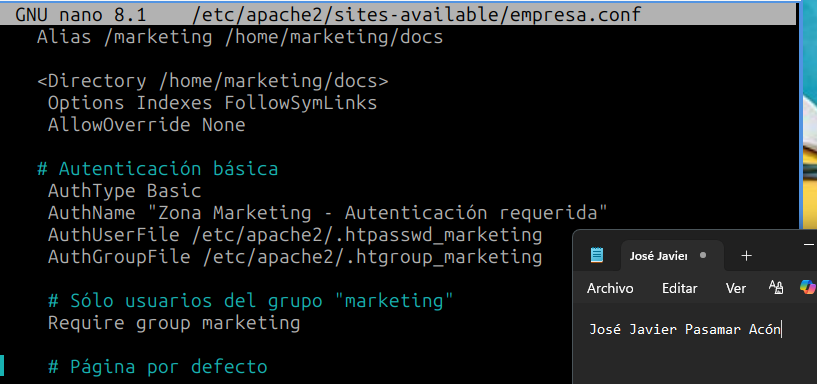 GNU nano 8.1 /etc/apache2/sites-available/empresa.conf
Alias /marketing /home/marketing/docs
<Directory /home/marketing/docs>
Options Indexes FollowSymLinks
AllowOverride None
# Autenticación básica
AuthType Basic
AuthName "Zona Marketing - Autenticación requerida"
AuthUserFile /etc/apache2/.htpasswd_marketing
AuthGroupFile /etc/apache2/.htgroup_marketing
# Sólo usuarios del grupo "marketing"
Require group marketing
# Página por defecto
José Javier
Archivo Editar Ver
José Javier Pasamar Acón